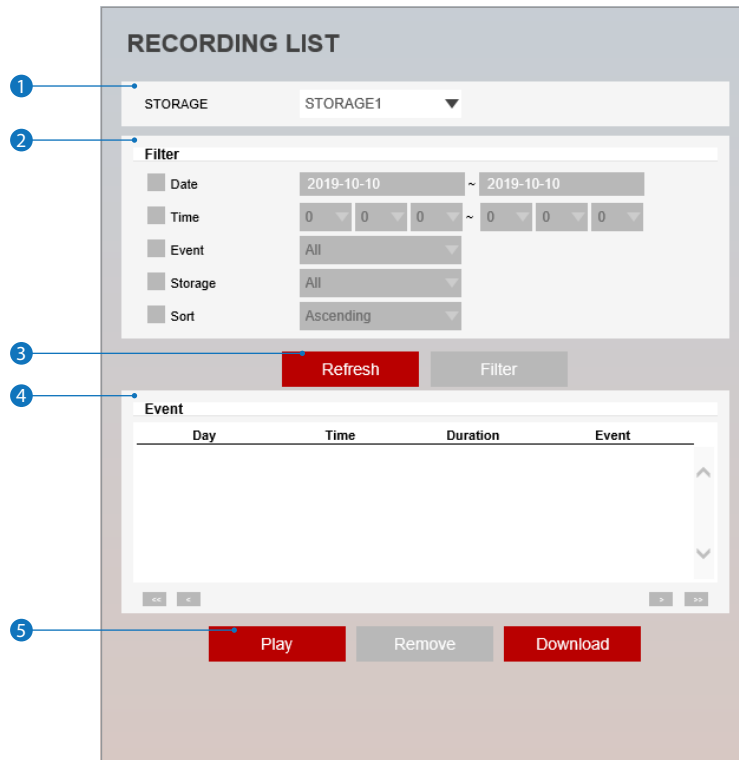 RECORDING LIST
1
STORAGE STORAGE1
2
Filter
Date 2019-10-10 ~ 2019-10-10
Time 0 0 0 ~ 0 0 0
Event All
Storage All
Sort Ascending
3
Refresh Filter
4
Event
Day Time Duration Event
<< < > >>
5
Play Remove Download